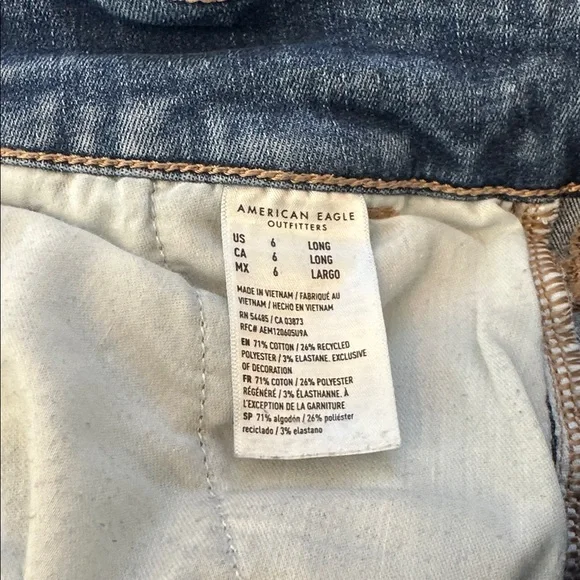 AMERICAN EAGLE
OUTFITTERS
US 6 LONG
CA 6 LONG
MX 6 LARGO
MADE IN VIETNAM / FABRIQUÉ AU
VIETNAM / HECHO EN VIETNAM
RN 54485 / CA 03873
RFC# AEM120605U9A
EN 71% COTTON / 26% RECYCLED
POLYESTER / 3% ELASTANE. EXCLUSIVE
OF DECORATION
FR 71% COTON / 26% POLYESTER
RÉGÉNÉRÉ / 3% ÉLASTHANNE. À
L'EXCEPTION DE LA GARNITURE
SP 71% algodón / 26% poliéster
reciclado / 3% elastano